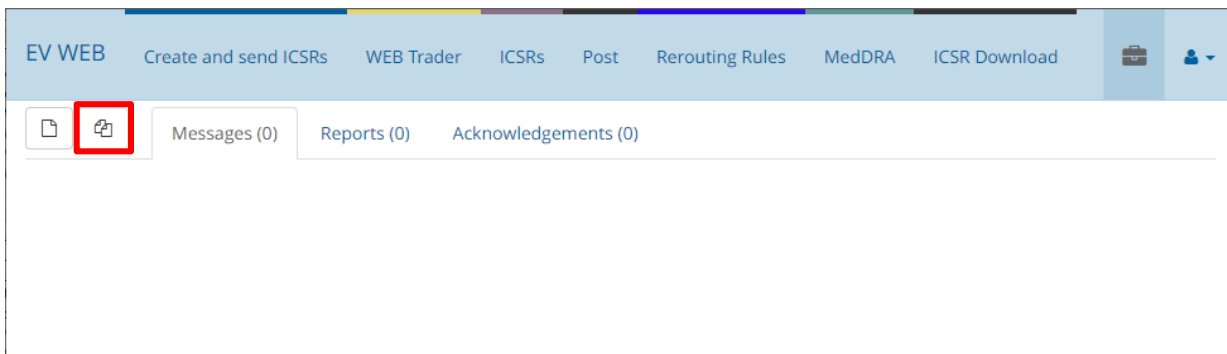 EV WEB Create and send ICSRs WEB Trader ICSRs Post Rerouting Rules MedDRA ICSR Download
Messages (0) Reports (0) Acknowledgements (0)